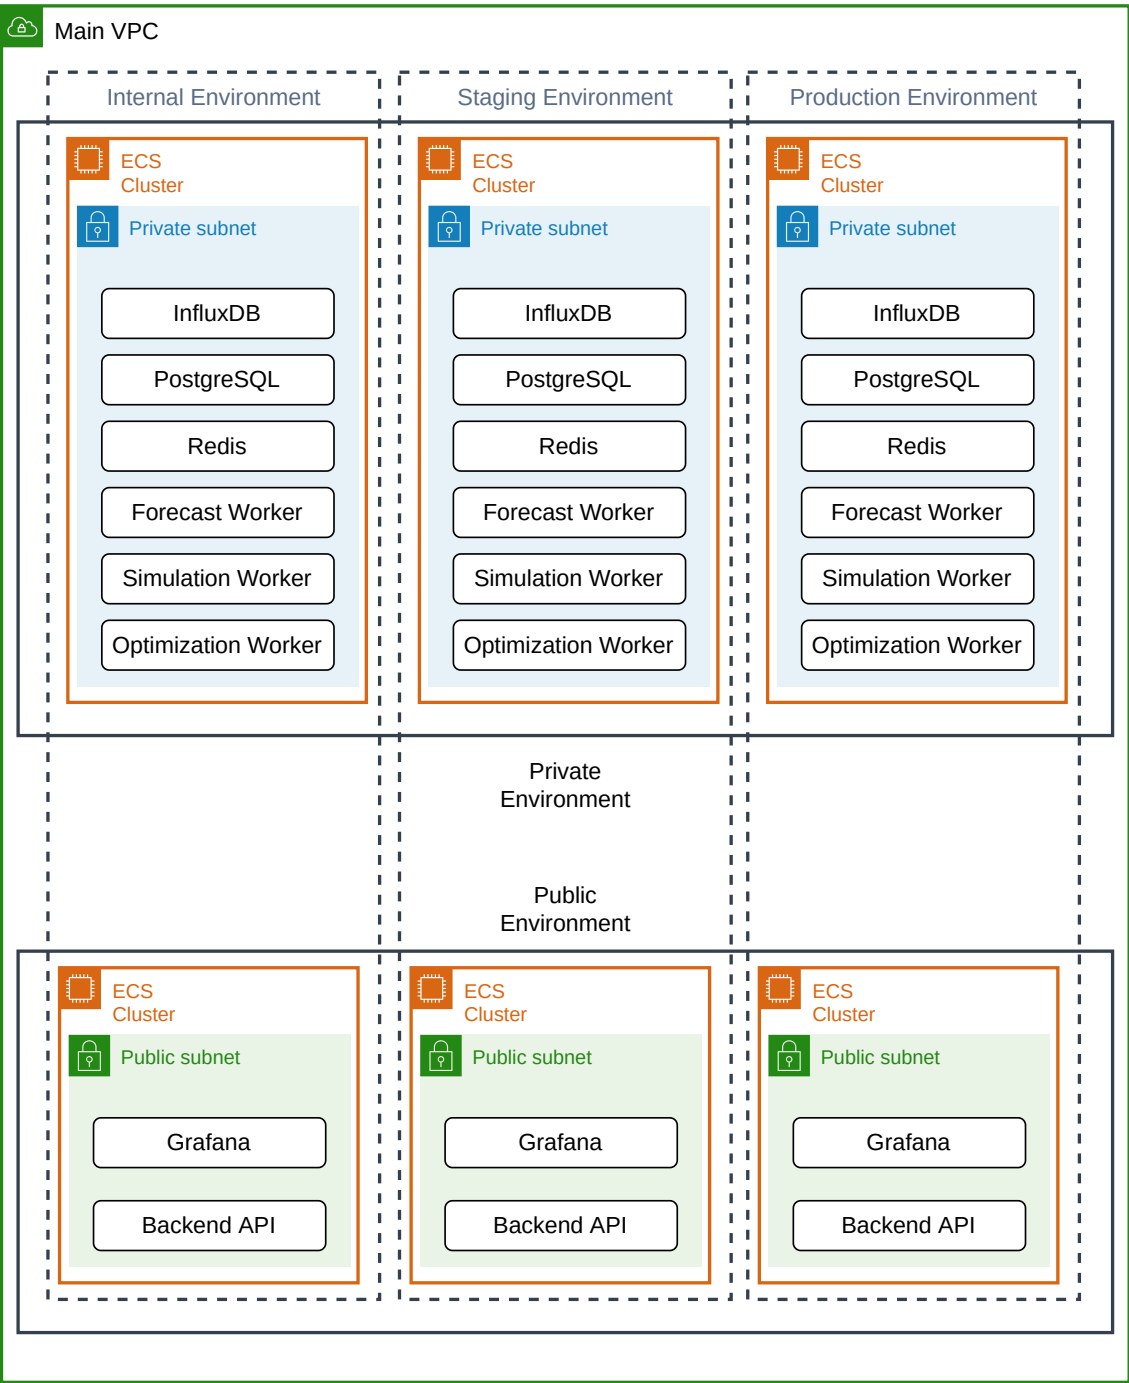 Main VPC
Internal Environment
Staging Environment
Production Environment
ECS
Cluster
Private subnet
InfluxDB
PostgreSQL
Redis
Forecast Worker
Simulation Worker
Optimization Worker
ECS
Cluster
Private subnet
InfluxDB
PostgreSQL
Redis
Forecast Worker
Simulation Worker
Optimization Worker
ECS
Cluster
Private subnet
InfluxDB
PostgreSQL
Redis
Forecast Worker
Simulation Worker
Optimization Worker
Private
Environment
Public
Environment
ECS
Cluster
Public subnet
Grafana
Backend API
ECS
Cluster
Public subnet
Grafana
Backend API
ECS
Cluster
Public subnet
Grafana
Backend API